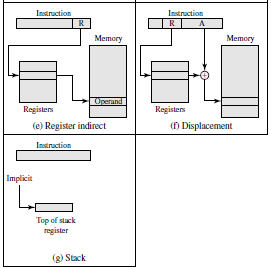 Instruction
R
Memory
Operand
Registers
(e) Register indirect
Instruction
R A
Memory
+
Registers
(f) Displacement
Instruction
Implicit
Top of stack
register
(g) Stack